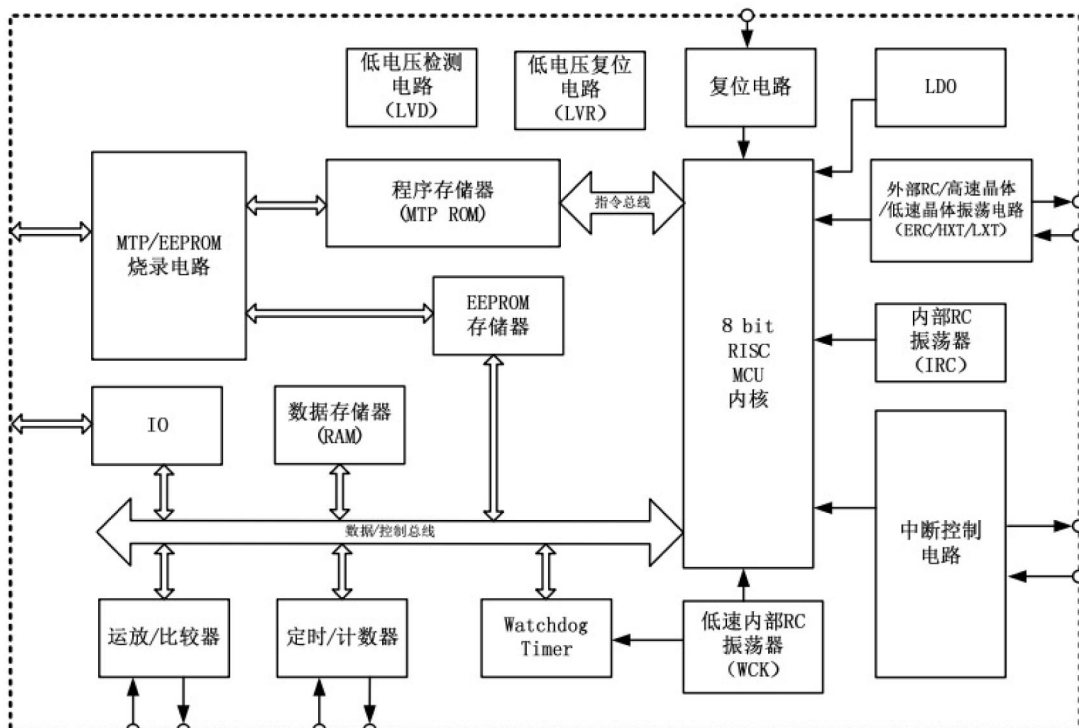 低电压检测
电路
(LVD)
低电压复位
电路
(LVR)
复位电路
LDO
MTP/EEPROM
烧录电路
程序存储器
(MTP ROM)
指令总线
8 bit
RISC
MCU
内核
外部RC/高速晶体
/低速晶体振荡电路
(ERC/HXT/LXT)
EEPROM
存储器
内部RC
振荡器
(IRC)
IO
数据存储器
(RAM)
数据/控制总线
中断控制
电路
运放/比较器
定时/计数器
Watchdog
Timer
低速内部RC
振荡器
(WCK)